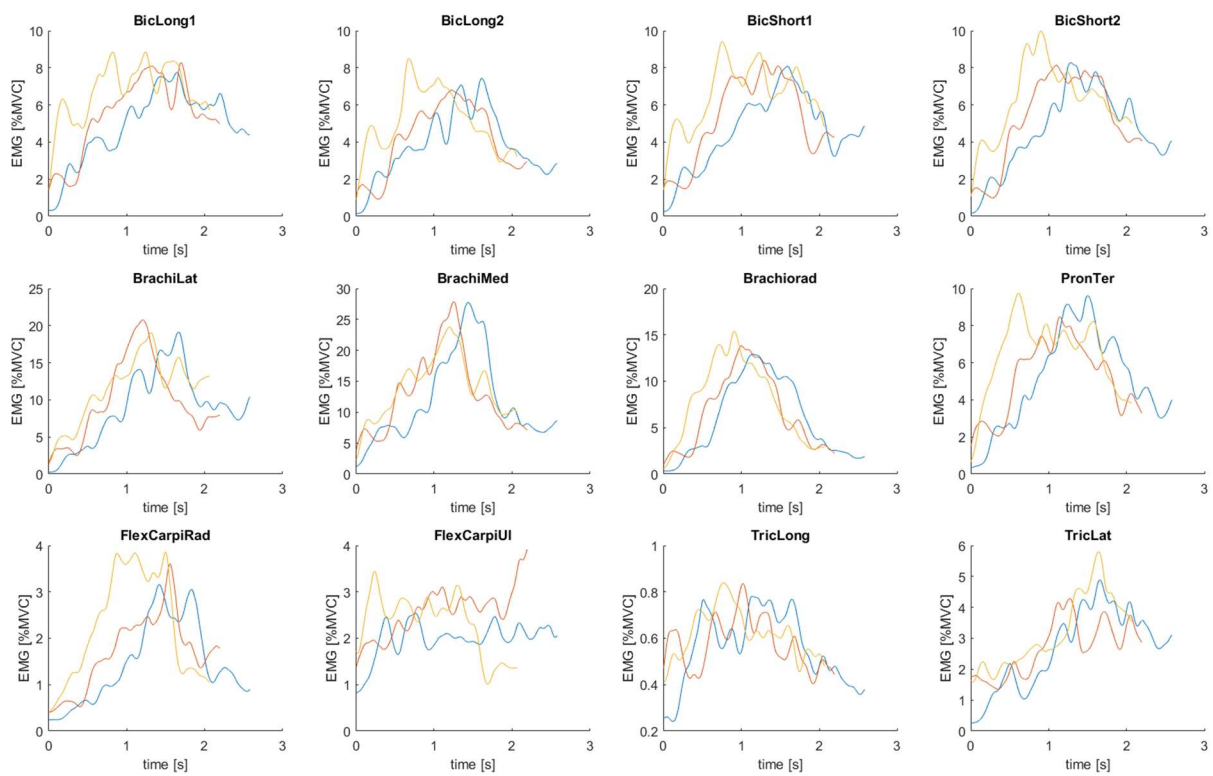 BicLong1 BicLong2 BicShort1 BicShort2
10 10 10 10
8 8 8 8
6 6 6 6
4 4 4 4
2 2 2 2
0 0 0 0
EMG [%MVC] EMG [%MVC] EMG [%MVC] EMG [%MVC]
0 1 2 3 0 1 2 3 0 1 2 3 0 1 2 3
time [s] time [s] time [s] time [s]
BrachiLat BrachiMed Brachiorad PronTer
25 30 20 10
20 25 15 8
15 20 10 6
10 15 5 4
5 10 0 2
0 5 0
0
EMG [%MVC] EMG [%MVC] EMG [%MVC] EMG [%MVC]
0 1 2 3 0 1 2 3 0 1 2 3 0 1 2 3
time [s] time [s] time [s] time [s]
FlexCarpiRad FlexCarpiUl TricLong TricLat
4 4 1 6
3 3 0.8 5
2 2 0.6 4
1 1 0.4 3
0 0 0.2 2
1
0
EMG [%MVC] EMG [%MVC] EMG [%MVC] EMG [%MVC]
0 1 2 3 0 1 2 3 0 1 2 3 0 1 2 3
time [s] time [s] time [s] time [s]